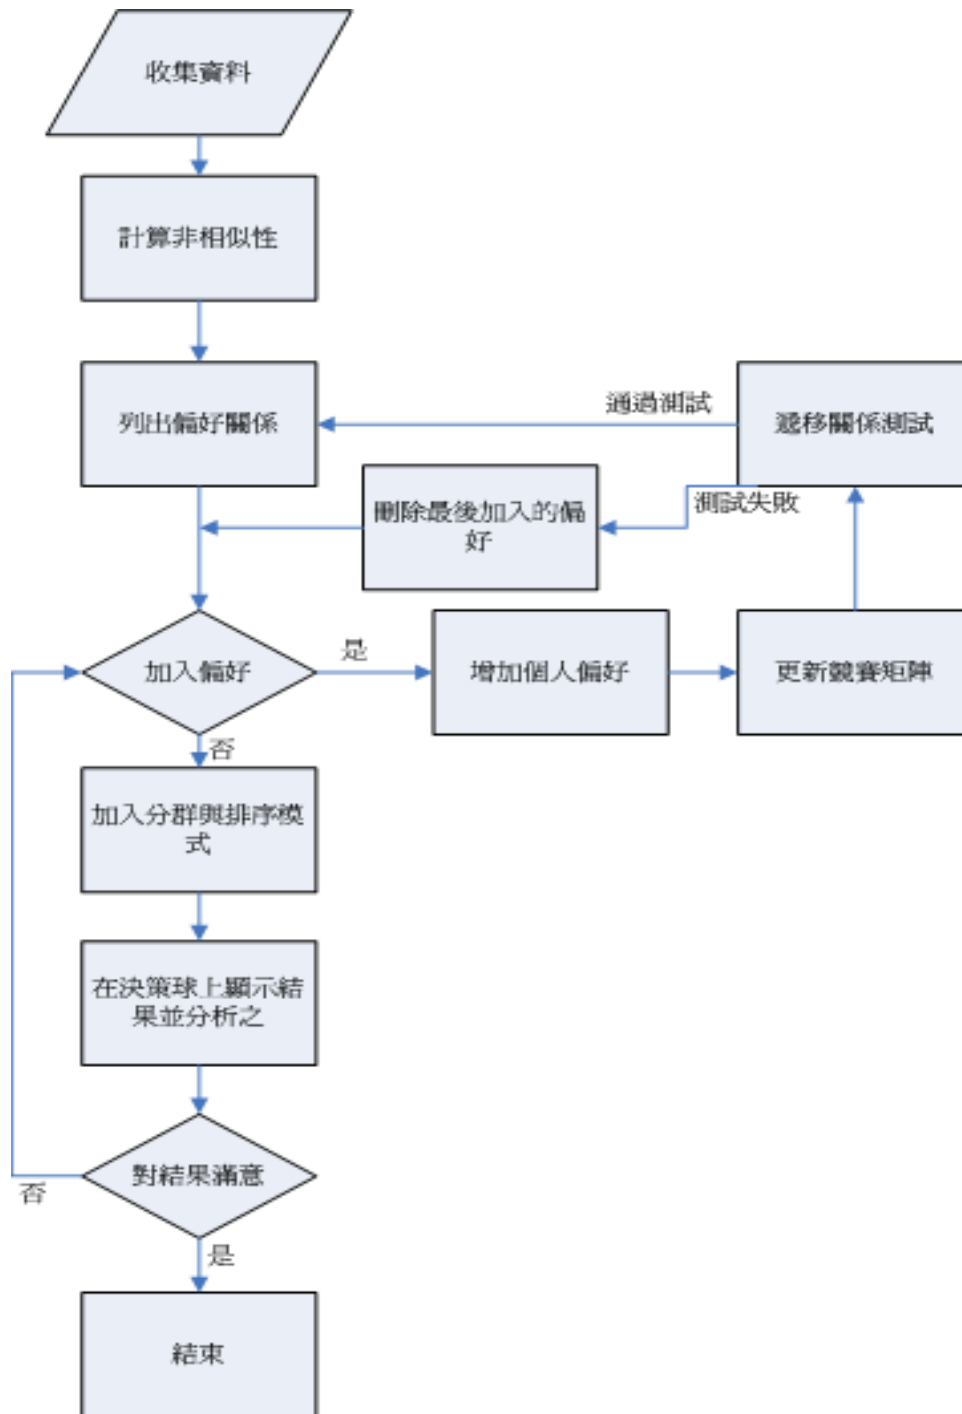 收集資料
計算非相似性
列出偏好關係
通過測試
遞移關係測試
刪除最後加入的偏
好
測試失敗
加入偏好
是
增加個人偏好
更新競賽矩陣
否
加入分群與排序模
式
在決策球上顯示結
果並分析之
對結果滿意
否
是
結束